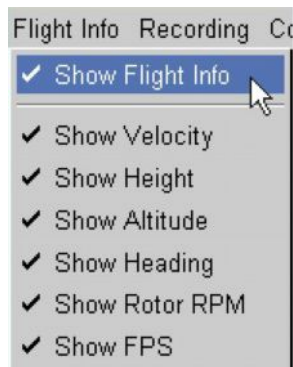 Flight Info Recording
Show Flight Info
Show Velocity
Show Height
Show Altitude
Show Heading
Show Rotor RPM
Show FPS